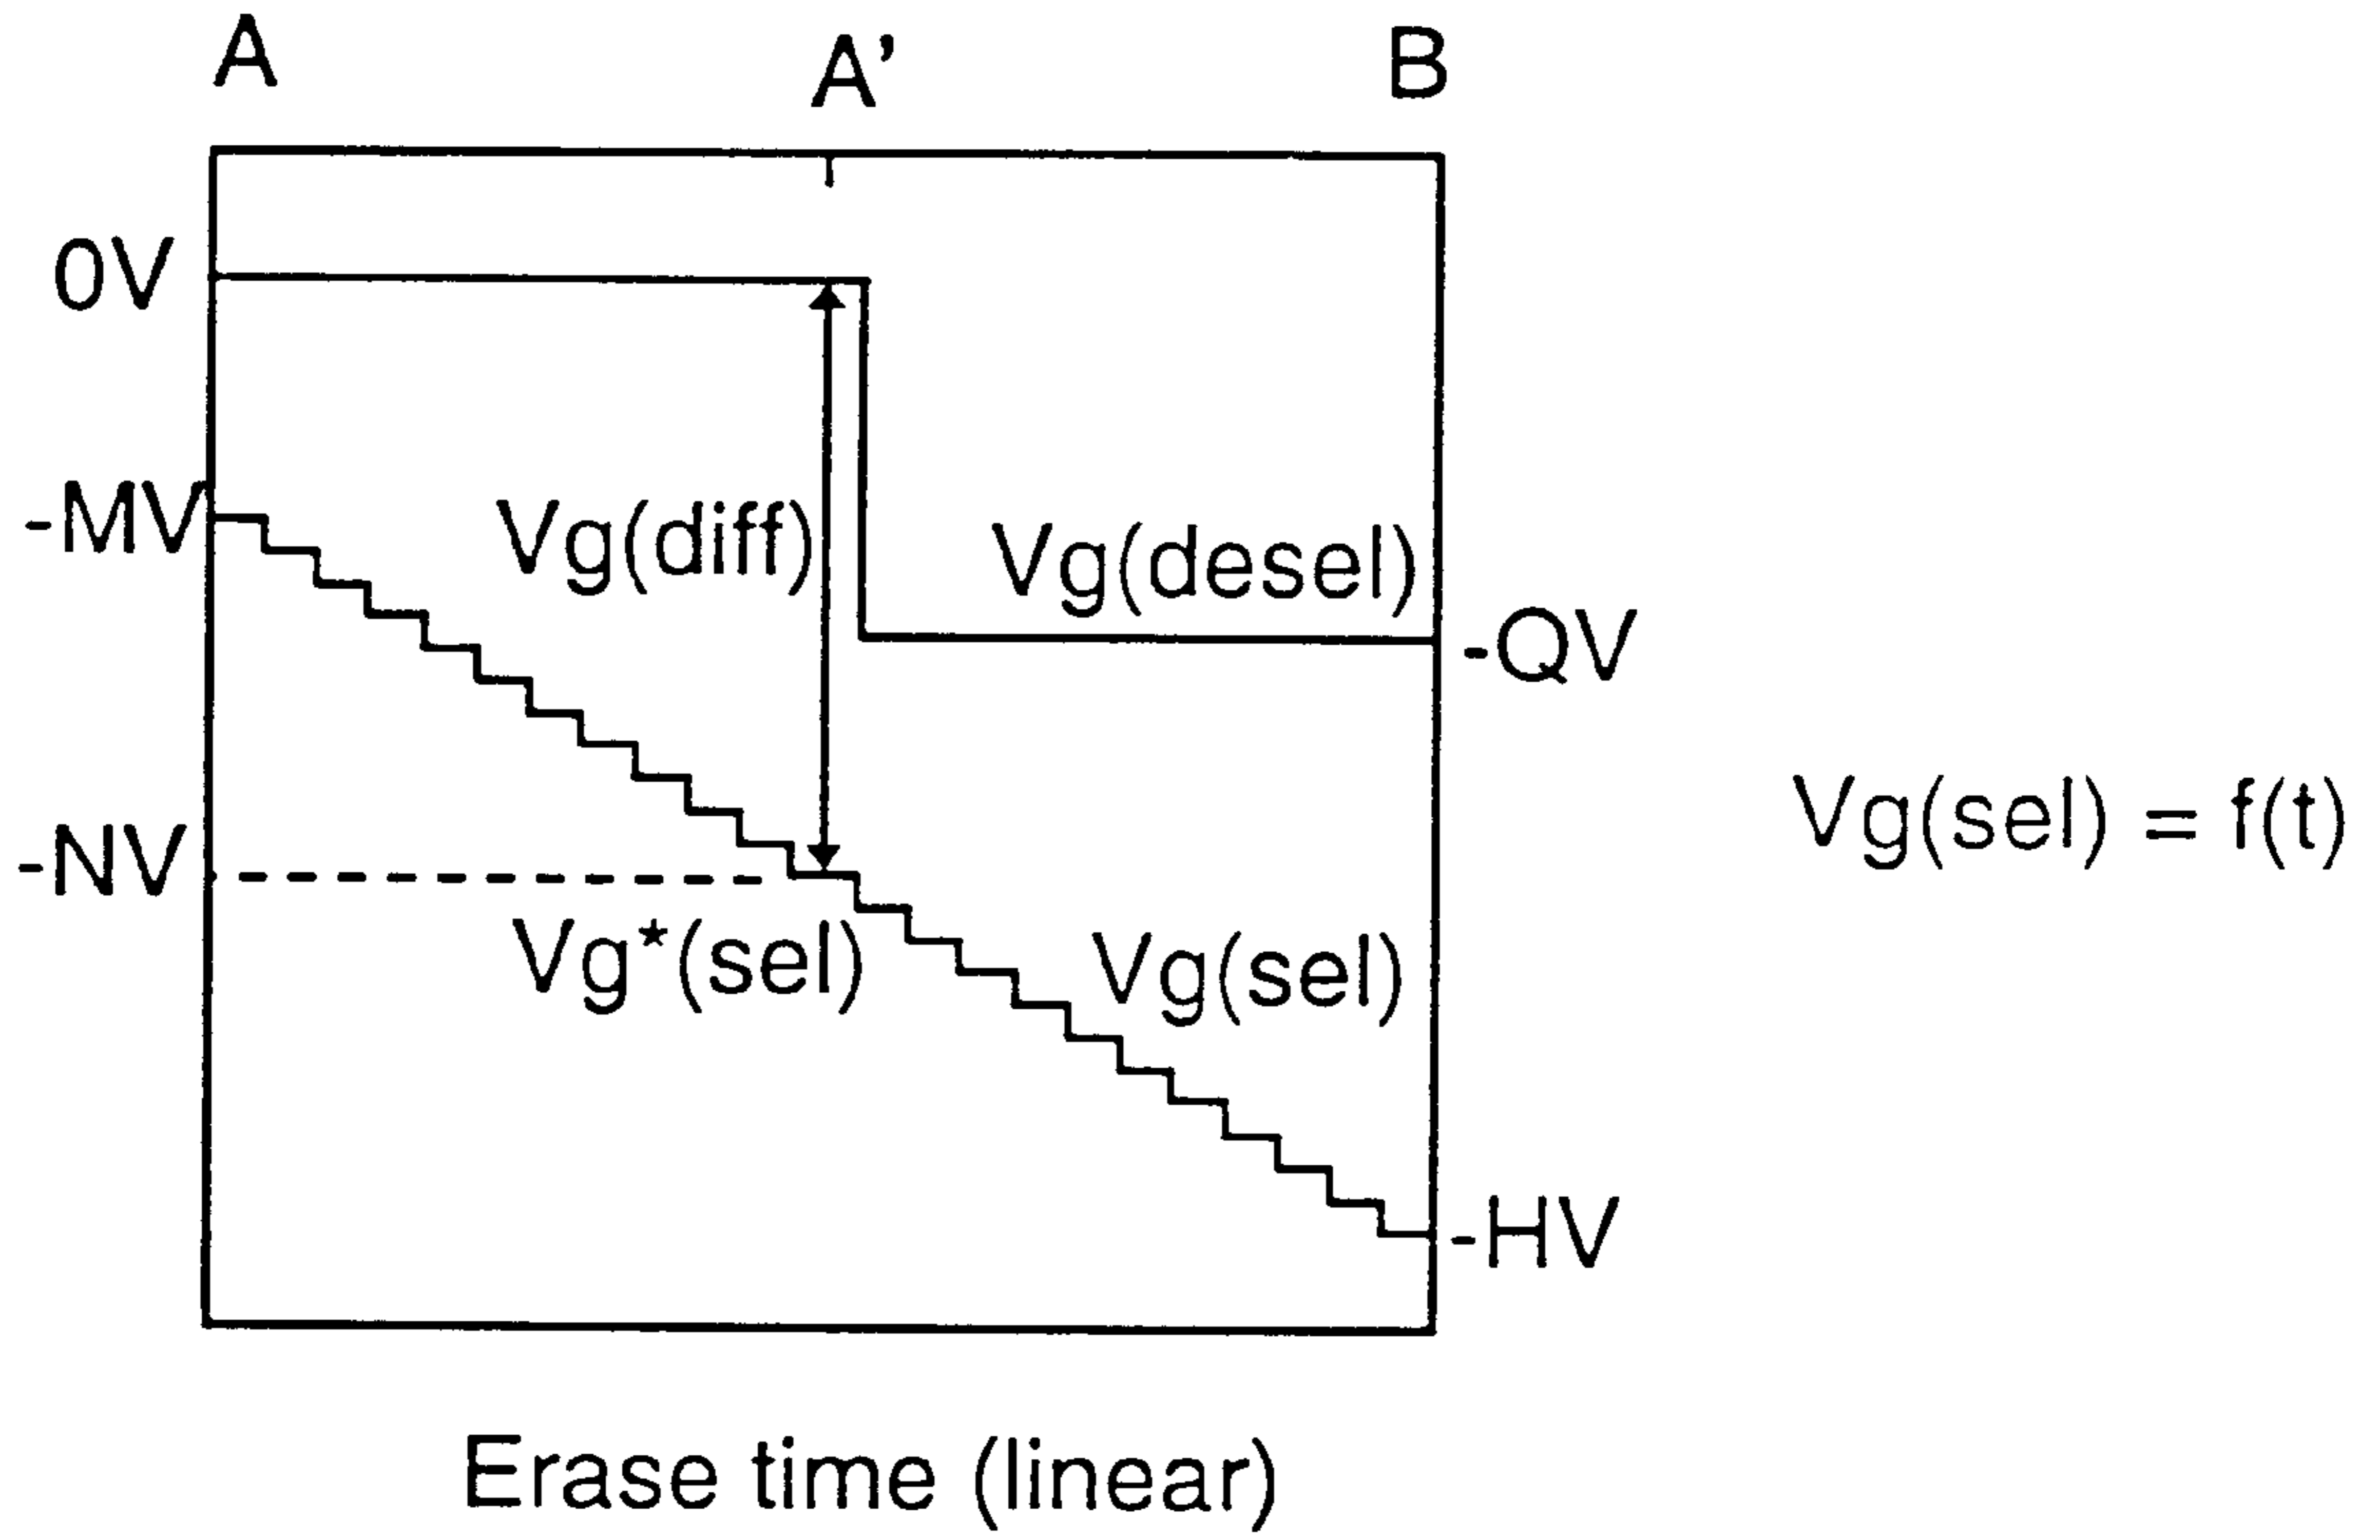 A
A’
B
0V
-MV
Vg(diff)
Vg(desel)
-QV
Vg(sel) = f(t)
-NV
Vg*(sel)
Vg(sel)
-HV
Erase time (linear)